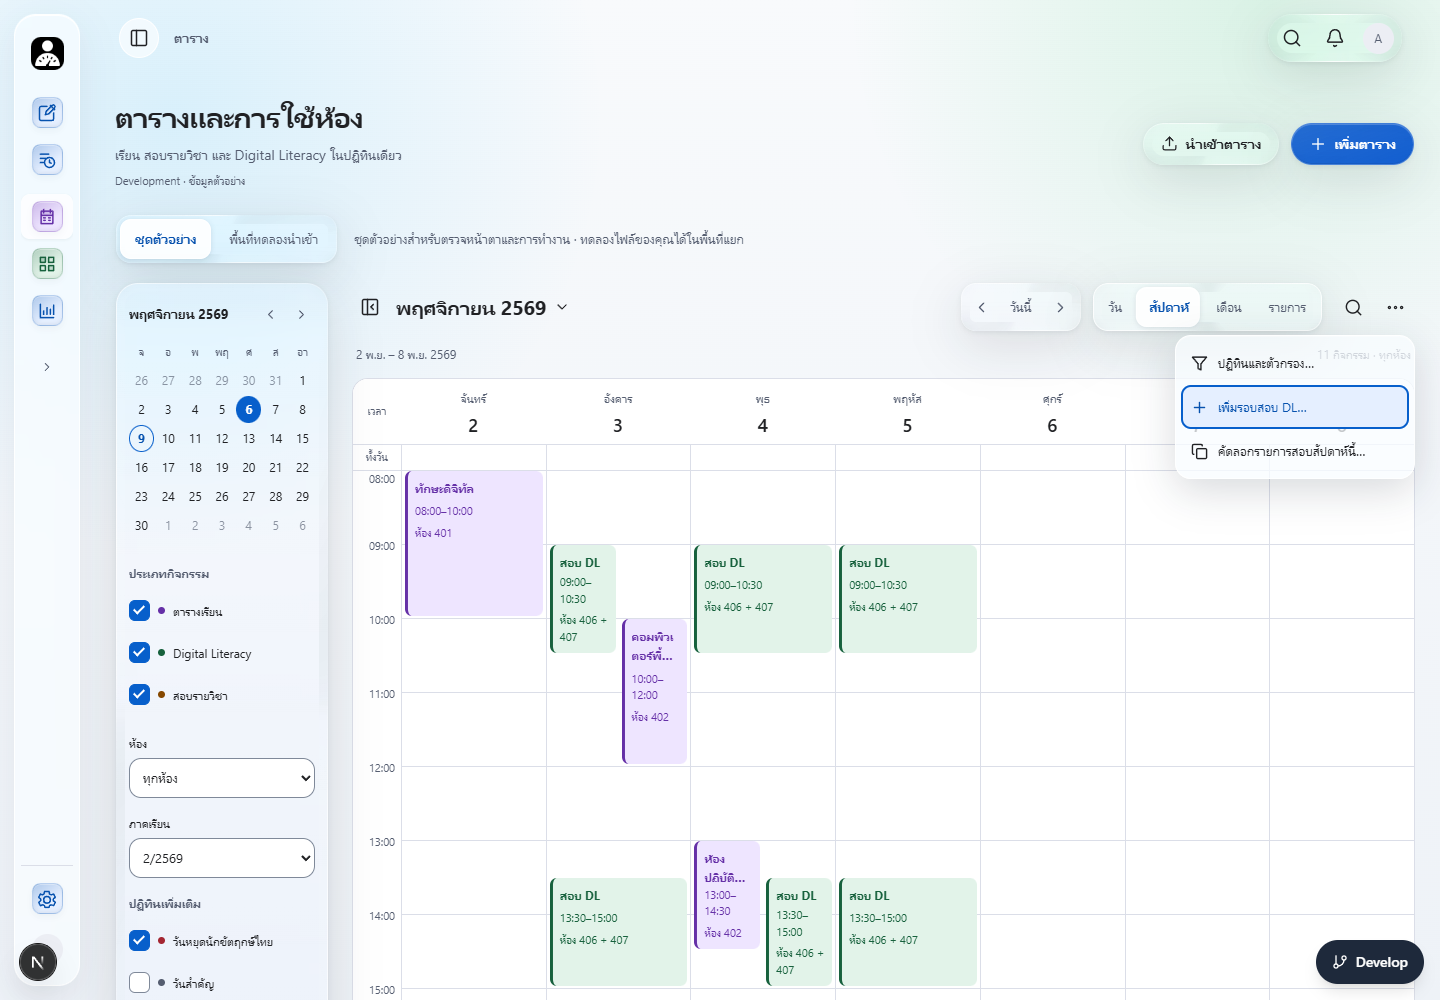 ตาราง
A
ตารางและการใช้ห้อง
เรียน สอบรายวิชา และ Digital Literacy ในปฏิทินเดียว
Development · ข้อมูลตัวอย่าง
นำเข้าตาราง
เพิ่มตาราง
ชุดตัวอย่าง
พื้นที่ทดลองนำเข้า
ชุดตัวอย่างสำหรับตรวจหน้าตาและการทำงาน · ทดลองไฟล์ของคุณได้ในพื้นที่แยก
พฤศจิกายน 2569
จ อ พ พฤ ศ ส อา
26 27 28 29 30 31 1
2 3 4 5 6 7 8
9 10 11 12 13 14 15
16 17 18 19 20 21 22
23 24 25 26 27 28 29
30 1 2 3 4 5 6
ประเภทกิจกรรม
ตารางเรียน
Digital Literacy
สอบรายวิชา
ห้อง
ทุกห้อง
ภาคเรียน
2/2569
ปฏิทินเพิ่มเติม
วันหยุดนักขัตฤกษ์ไทย
วันสำคัญ
พฤศจิกายน 2569
วันนี้
วัน
สัปดาห์
เดือน
รายการ
2 พ.ย. – 8 พ.ย. 2569
11 กิจกรรม · ทุกห้อง
ปฏิทินและตัวกรอง...
เพิ่มรอบสอบ DL...
คัดลอกรายการสอบสัปดาห์นี้...
เวลา
จันทร์
2
อังคาร
3
พุธ
4
พฤหัส
5
ศุกร์
6
ทั้งวัน
08:00
09:00
10:00
11:00
12:00
13:00
14:00
15:00
ทักษะดิจิทัล
08:00–10:00
ห้อง 401
สอบ DL
09:00–
10:30
ห้อง 406 +
407
คอมพิวเ
ตอร์พื้...
10:00–
12:00
ห้อง 402
สอบ DL
13:30–15:00
ห้อง 406 + 407
สอบ DL
09:00–10:30
ห้อง 406 + 407
ห้อง
ปฏิบัติ...
13:00–
14:30
ห้อง 402
สอบ DL
13:30–
15:00
ห้อง 406 +
407
สอบ DL
09:00–10:30
ห้อง 406 + 407
สอบ DL
13:30–15:00
ห้อง 406 + 407
N
Develop